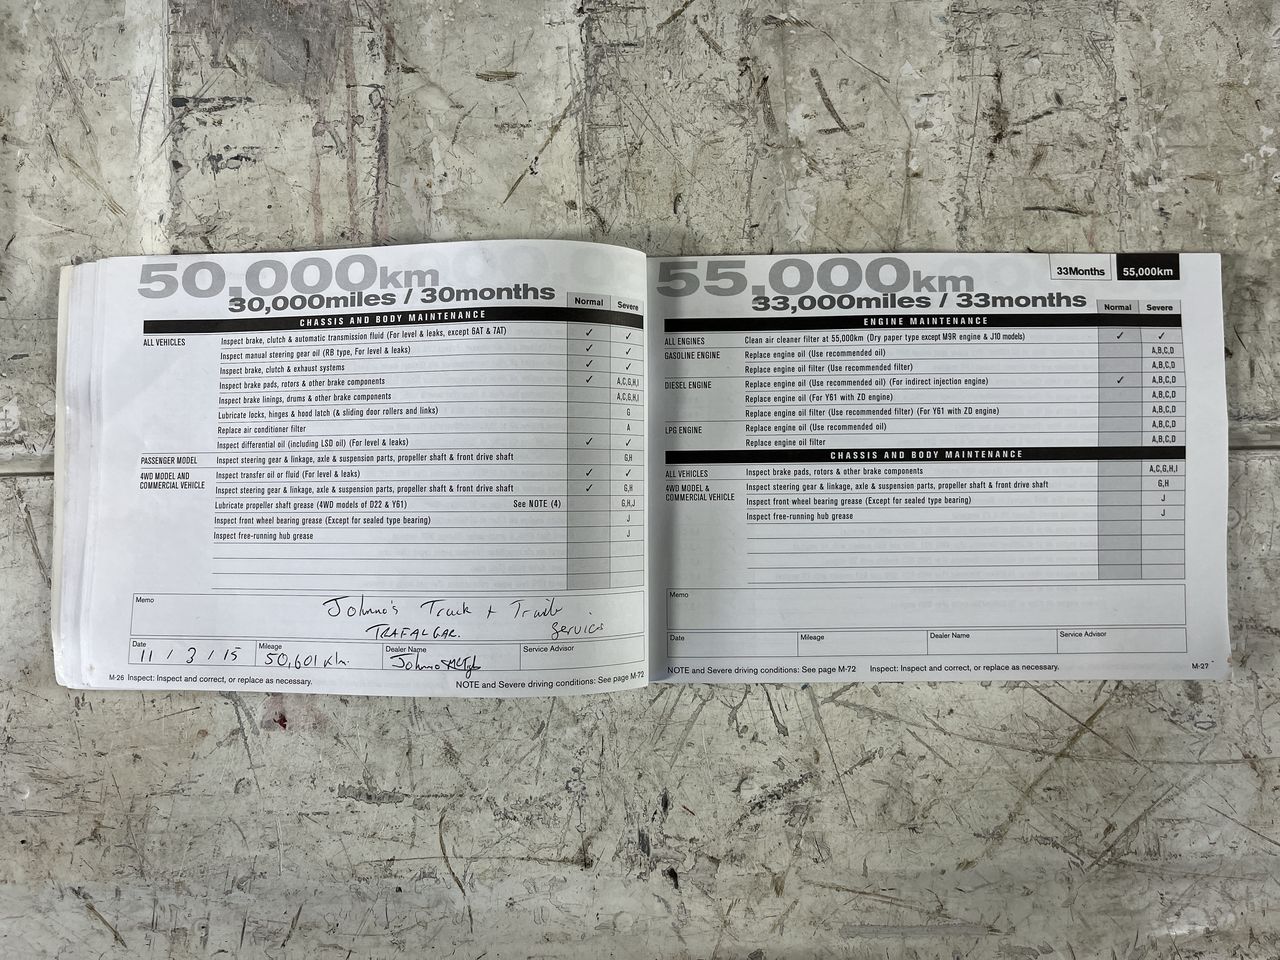 50,000km
30,000miles / 30months
Normal Severe
CHASSIS AND BODY MAINTENANCE
ALL VEHICLES Inspect brake, clutch & automatic transmission fluid (For level & leaks, except 6AT & 7AT) ✓ ✓
Inspect manual steering gear oil (RB type, For level & leaks) ✓ ✓
Inspect brake, clutch & exhaust systems ✓ ✓
Inspect brake pads, rotors & other brake components ✓ A,C,G,H,I
Inspect brake linings, drums & other brake components A,C,G,H,I
Lubricate locks, hinges & hood latch (& sliding door rollers and links) G
Replace air conditioner filter A
Inspect differential oil (including LSD oil) (For level & leaks) ✓ ✓
PASSENGER MODEL Inspect steering gear & linkage, axle & suspension parts, propeller shaft & front drive shaft G,H
4WD MODEL AND COMMERCIAL VEHICLE Inspect transfer oil or fluid (For level & leaks) ✓ ✓
Inspect steering gear & linkage, axle & suspension parts, propeller shaft & front drive shaft ✓ G,H
Lubricate propeller shaft grease (4WD models of D22 & Y61) See NOTE (4) G,H,J
Inspect front wheel bearing grease (Except for sealed type bearing) J
Inspect free-running hub grease J
Memo
Johnno's Truck +
TRAFALGAR. Service
Date Mileage Dealer Name Service Advisor
11 / 3 / 15 50,601 km.
M-26 Inspect: Inspect and correct, or replace as necessary.
NOTE and Severe driving conditions: See page M-72
55,000km
33,000miles / 33months
33Months 55,000km
Normal Severe
ENGINE MAINTENANCE
ALL ENGINES Clean air cleaner filter at 55,000km (Dry paper type except M9R engine & J10 models) ✓ ✓
GASOLINE ENGINE Replace engine oil (Use recommended oil) A,B,C,D
Replace engine oil filter (Use recommended filter) A,B,C,D
DIESEL ENGINE Replace engine oil (Use recommended oil) (For indirect injection engine) ✓ A,B,C,D
Replace engine oil (For Y61 with ZD engine) A,B,C,D
Replace engine oil filter (Use recommended filter) (For Y61 with ZD engine) A,B,C,D
LPG ENGINE Replace engine oil (Use recommended oil) A,B,C,D
Replace engine oil filter A,B,C,D
CHASSIS AND BODY MAINTENANCE
ALL VEHICLES Inspect brake pads, rotors & other brake components A,C,G,H,I
4WD MODEL & COMMERCIAL VEHICLE Inspect steering gear & linkage, axle & suspension parts, propeller shaft & front drive shaft G,H
Inspect front wheel bearing grease (Except for sealed type bearing) J
Inspect free-running hub grease J
Memo
Date Mileage Dealer Name Service Advisor
NOTE and Severe driving conditions: See page M-72 Inspect: Inspect and correct, or replace as necessary. M-27